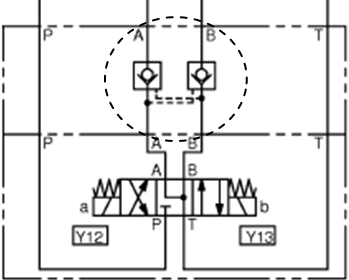 P A B T
P A B T
A B
a b
P T
Y12 Y13